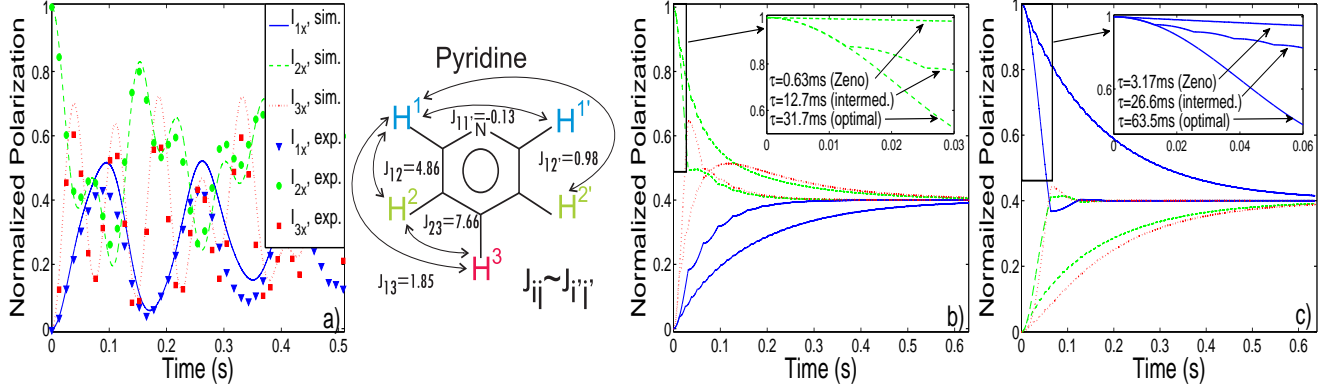 Normalized Polarization
1
0.8
0.6
0.4
0.2
0
0
0.1
0.2
0.3
0.4
0.5
Time (s)
I1x', sim.
I2x', sim.
I3x', sim.
I1x', exp.
I2x', exp.
I3x', exp.
a)
Pyridine
H1
H1'
J11'=-0.13
N
J12=4.86
J12'=0.98
H2
H2'
J23=7.66
H3
J13=1.85
Jij~Ji'j'
Normalized Polarization
1
0.8
0.6
0.4
0.2
0
0
0.1
0.2
0.3
0.4
0.5
0.6
Time (s)
1
0.8
0.6
0
0.01
0.02
0.03
τ=0.63ms (Zeno)
τ=12.7ms (intermed.)
τ=31.7ms (optimal)
b)
Normailzed Polarization
1
0.8
0.6
0.4
0.2
0
0
0.1
0.2
0.3
0.4
0.5
0.6
Time (s)
1
0.8
0.6
0
0.02
0.04
0.06
τ=3.17ms (Zeno)
τ=26.6ms (intermed.)
τ=63.5ms (optimal)
c)